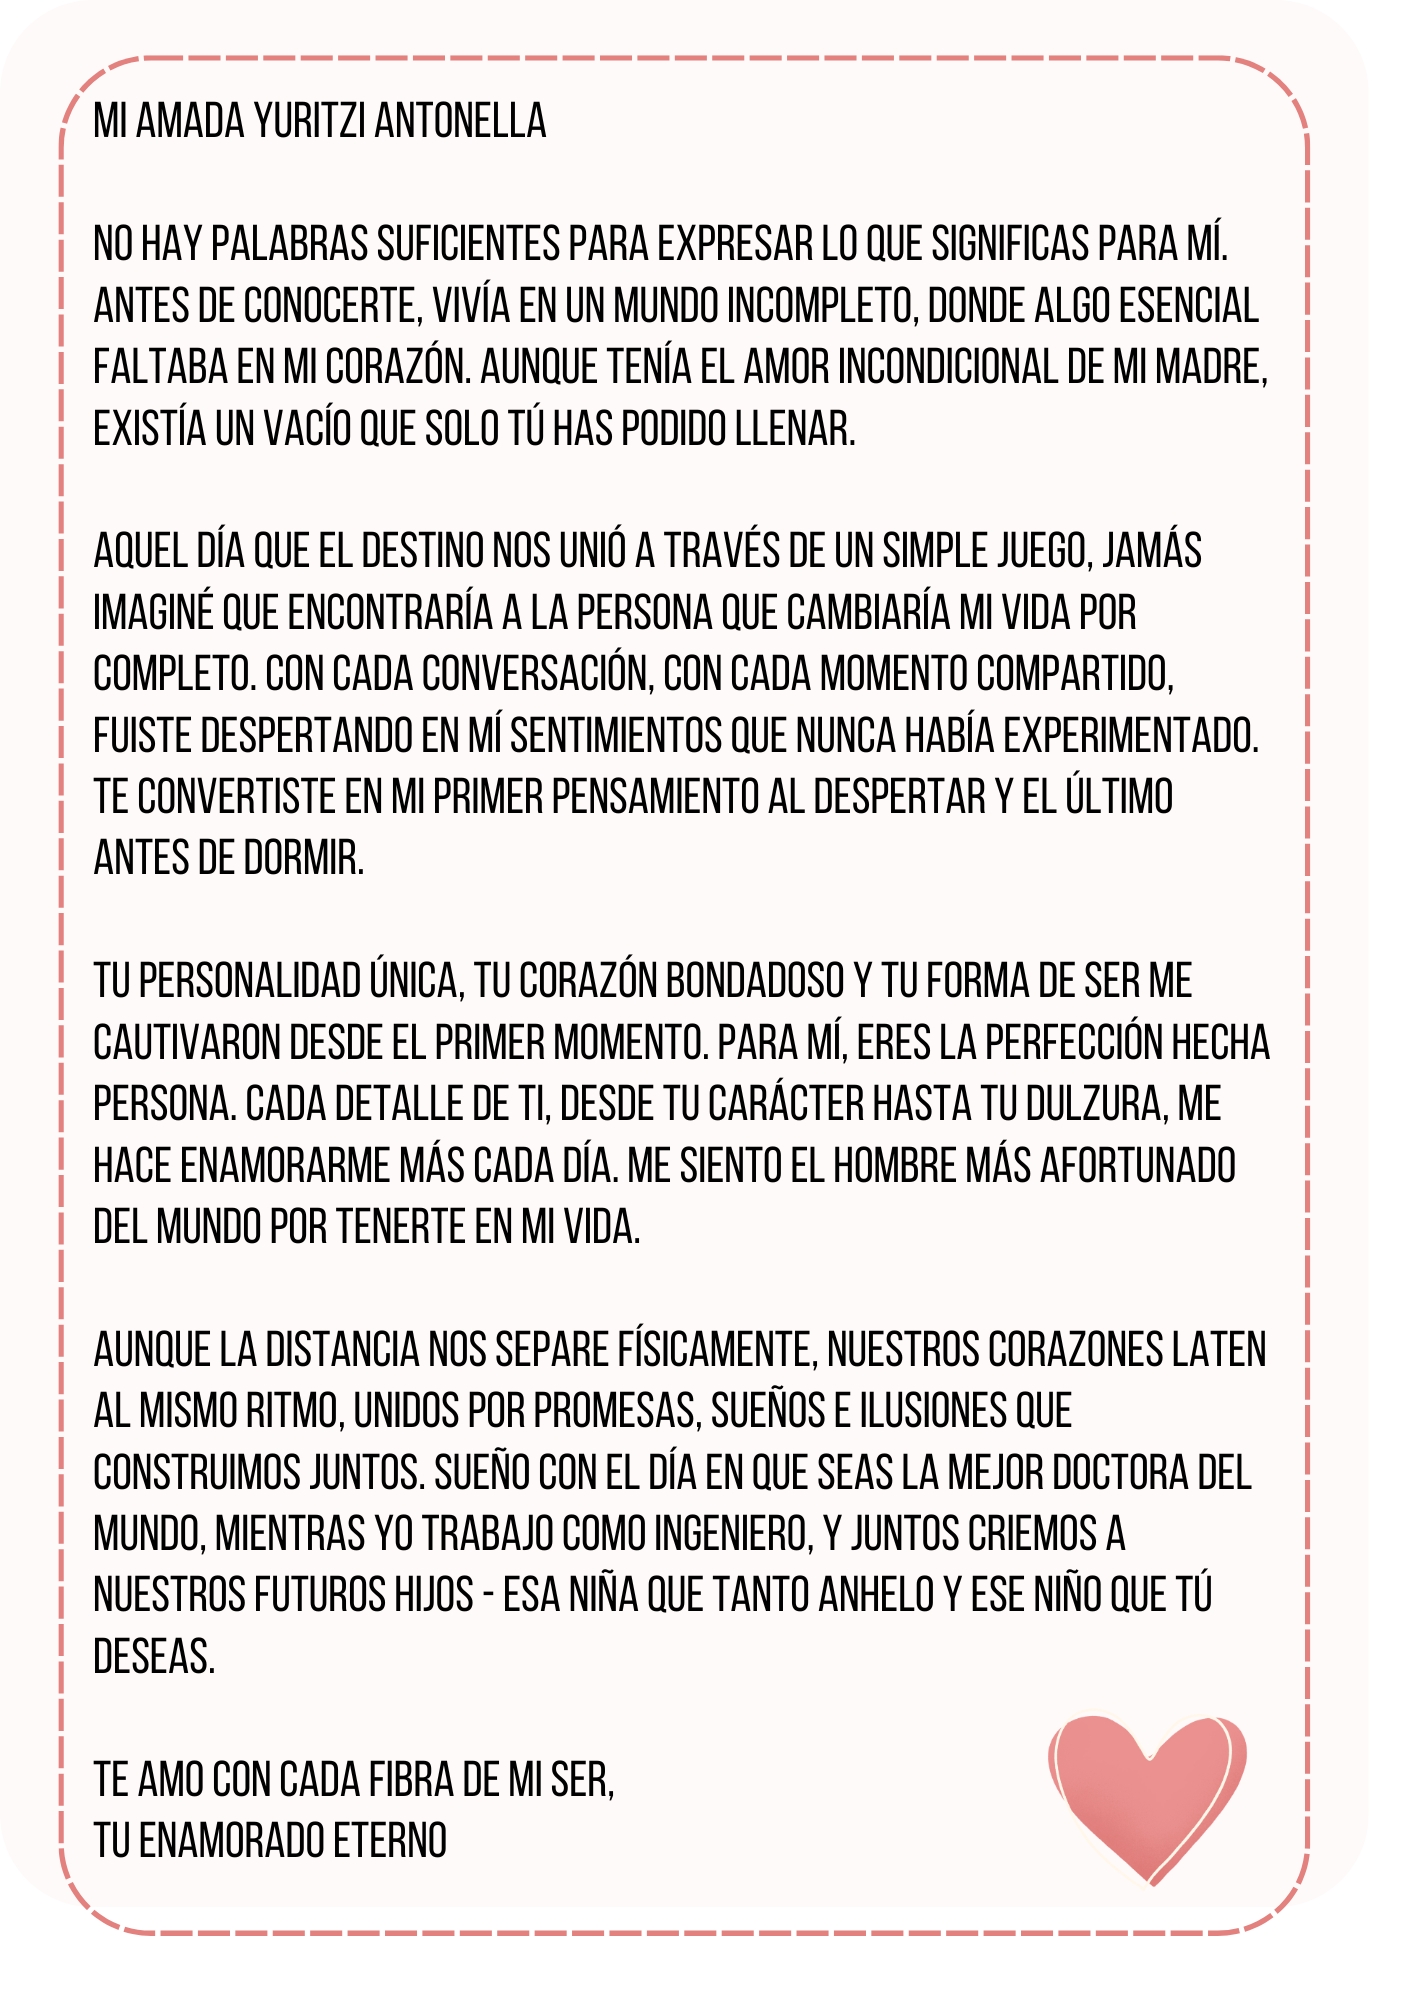 MI AMADA YURITZI ANTONELLA
NO HAY PALABRAS SUFICIENTES PARA EXPRESAR LO QUE SIGNIFICAS PARA MÍ.
ANTES DE CONOCERTE, VIVÍA EN UN MUNDO INCOMPLETO, DONDE ALGO ESENCIAL
FALTABA EN MI CORAZÓN. AUNQUE TENÍA EL AMOR INCONDICIONAL DE MI MADRE,
EXISTÍA UN VACÍO QUE SOLO TÚ HAS PODIDO LLENAR.
AQUEL DÍA QUE EL DESTINO NOS UNIÓ A TRAVÉS DE UN SIMPLE JUEGO, JAMÁS
IMAGINÉ QUE ENCONTRARÍA A LA PERSONA QUE CAMBIARÍA MI VIDA POR
COMPLETO. CON CADA CONVERSACIÓN, CON CADA MOMENTO COMPARTIDO,
FUISTE DESPERTANDO EN MÍ SENTIMIENTOS QUE NUNCA HABÍA EXPERIMENTADO.
TE CONVERTISTE EN MI PRIMER PENSAMIENTO AL DESPERTAR Y EL ÚLTIMO
ANTES DE DORMIR.
TU PERSONALIDAD ÚNICA, TU CORAZÓN BONDADOSO Y TU FORMA DE SER ME
CAUTIVARON DESDE EL PRIMER MOMENTO. PARA MÍ, ERES LA PERFECCIÓN HECHA
PERSONA. CADA DETALLE DE TI, DESDE TU CARÁCTER HASTA TU DULZURA, ME
HACE ENAMORARME MÁS CADA DÍA. ME SIENTO EL HOMBRE MÁS AFORTUNADO
DEL MUNDO POR TENERTE EN MI VIDA.
AUNQUE LA DISTANCIA NOS SEPARE FÍSICAMENTE, NUESTROS CORAZONES LATEN
AL MISMO RITMO, UNIDOS POR PROMESAS, SUEÑOS E ILUSIONES QUE
CONSTRUIMOS JUNTOS. SUEÑO CON EL DÍA EN QUE SEAS LA MEJOR DOCTORA DEL
MUNDO, MIENTRAS YO TRABAJO COMO INGENIERO, Y JUNTOS CRIEMOS A
NUESTROS FUTUROS HIJOS - ESA NIÑA QUE TANTO ANHELO Y ESE NIÑO QUE TÚ
DESEAS.
TE AMO CON CADA FIBRA DE MI SER,
TU ENAMORADO ETERNO